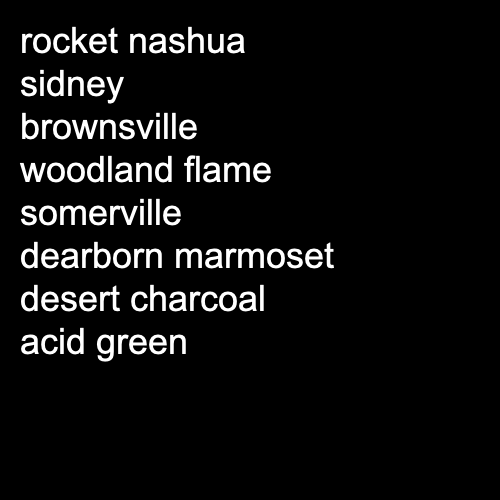 rocket nashua
sidney
brownsville
woodland flame
somerville
dearborn marmoset
desert charcoal
acid green